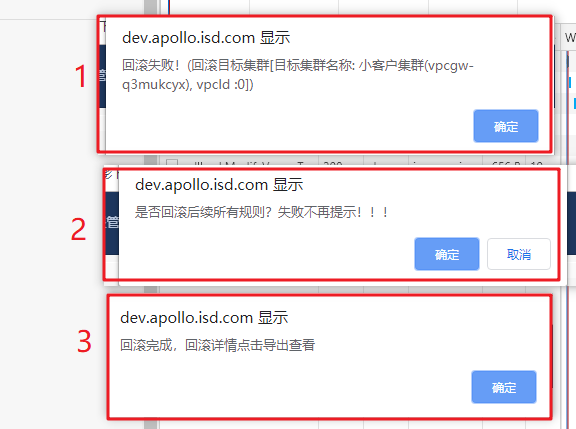 1
dev.apollo.isd.com 显示
回滚失败！(回滚目标集群[目标集群名称: 小客户集群(vpcgw-
q3mukcyx), vpcId :0])
确定
2
dev.apollo.isd.com 显示
是否回滚后续所有规则？失败不再提示！！！
确定
取消
3
dev.apollo.isd.com 显示
回滚完成，回滚详情点击导出查看
确定